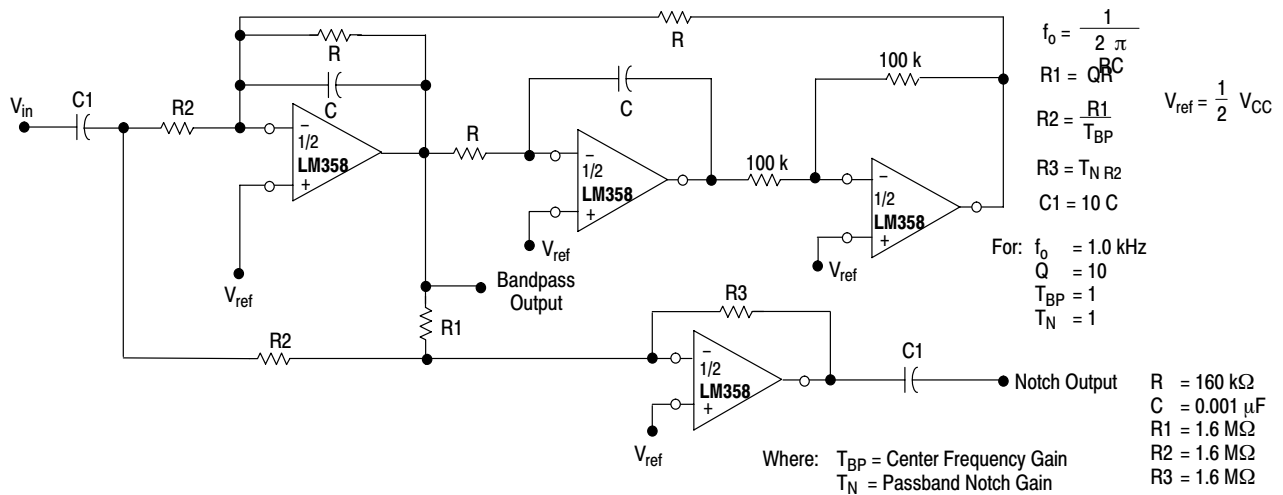 R
f₀ = 1 / 2 π RC
R
100 k
R1 = QR
Vref = 1/2 VCC
C
C
Vin
C1
R2
R2 = R1 / TBP
− 1/2 LM358 +
R
− 1/2 LM358 +
100 k
− 1/2 LM358 +
R3 = TN R2
C1 = 10 C
Vref
Vref
Vref
For: fo = 1.0 kHz
Q = 10
TBP = 1
TN = 1
Bandpass
Output
R1
R3
R2
− 1/2 LM358 +
C1
Notch Output
Vref
R = 160 kΩ
C = 0.001 μF
R1 = 1.6 MΩ
R2 = 1.6 MΩ
R3 = 1.6 MΩ
Where: TBP = Center Frequency Gain
TN = Passband Notch Gain